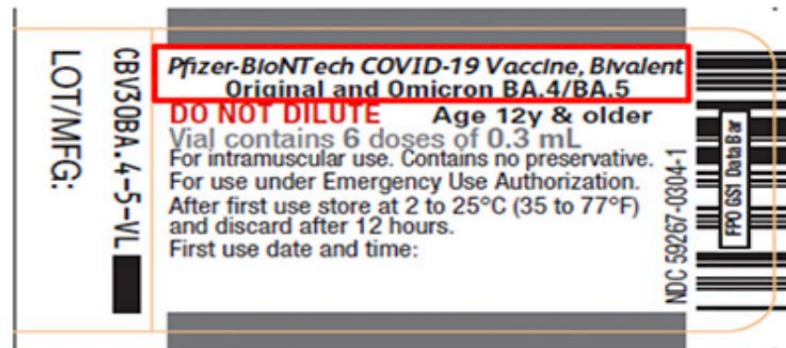 LOT/MFG:
CBV30BA.4-5-VL
Pfizer-BioNTech COVID-19 Vaccine, Bivalent
Original and Omicron BA.4/BA.5
DO NOT DILUTE Age 12y & older
Vial contains 6 doses of 0.3 mL
For intramuscular use. Contains no preservative.
For use under Emergency Use Authorization.
After first use store at 2 to 25°C (35 to 77°F)
and discard after 12 hours.
First use date and time:
NDC 59267-0304-1
FPO GS1 DataBar